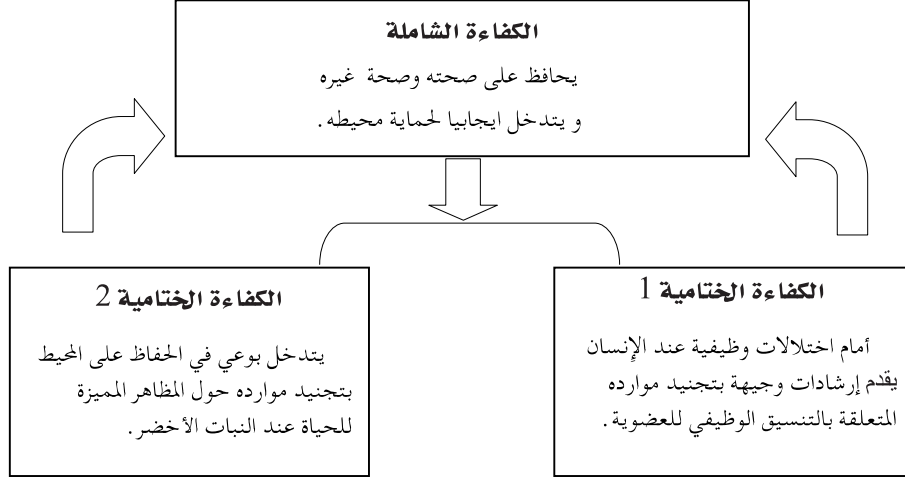 الكفاءة الشاملة
يحافظ على صحته وصحة غيره
و يتدخل ايجابيا لحماية محيطه.
الكفاءة الختامية 1
أمام اختلالات وظيفية عند الإنسان
يقدم إرشادات وجيهة بتجنيد موارده
المتعلقة بالتنسيق الوظيفي للعضوية.
الكفاءة الختامية 2
يتدخل بوعي في الحفاظ على المحيط
بتجنيد موارده حول المظاهر المميزة
للحياة عند النبات الأخضر.